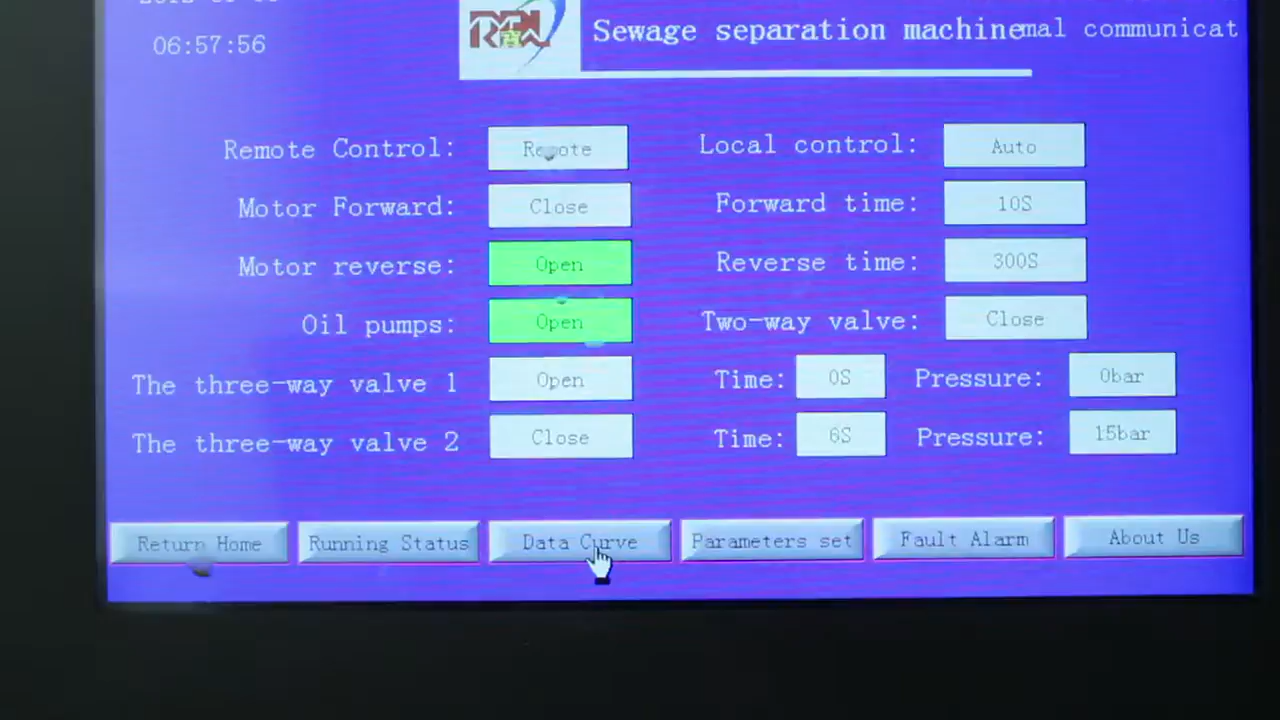 06:57:56
Sewage separation machine
mal communicat
Remote Control: Remote Local control: Auto
Motor Forward: Close Forward time: 10S
Motor reverse: Open Reverse time: 300S
Oil pumps: Open Two-way valve: Close
The three-way valve 1 Open Time: 0S Pressure: 0bar
The three-way valve 2 Close Time: 6S Pressure: 15bar
Return Home Running Status Data Curve Parameters set Fault Alarm About Us